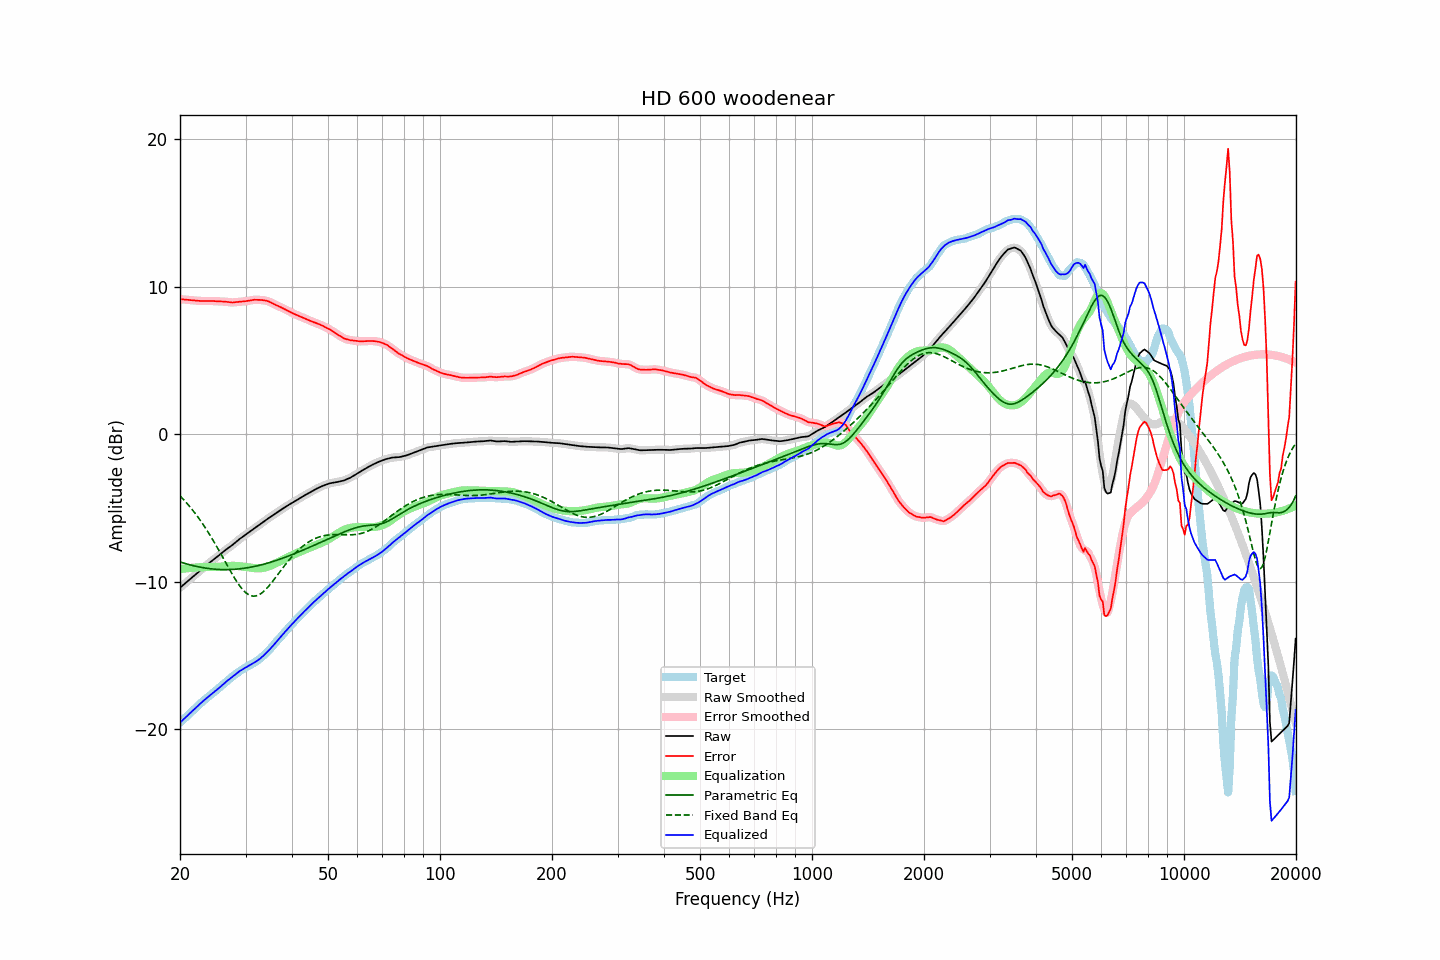 HD 600 woodenear
Amplitude (dBr)
20
10
0
−10
−20
Target
Raw Smoothed
Error Smoothed
Raw
Error
Equalization
Parametric Eq
Fixed Band Eq
Equalized
20 50 100 200 500 1000 2000 5000 10000 20000
Frequency (Hz)